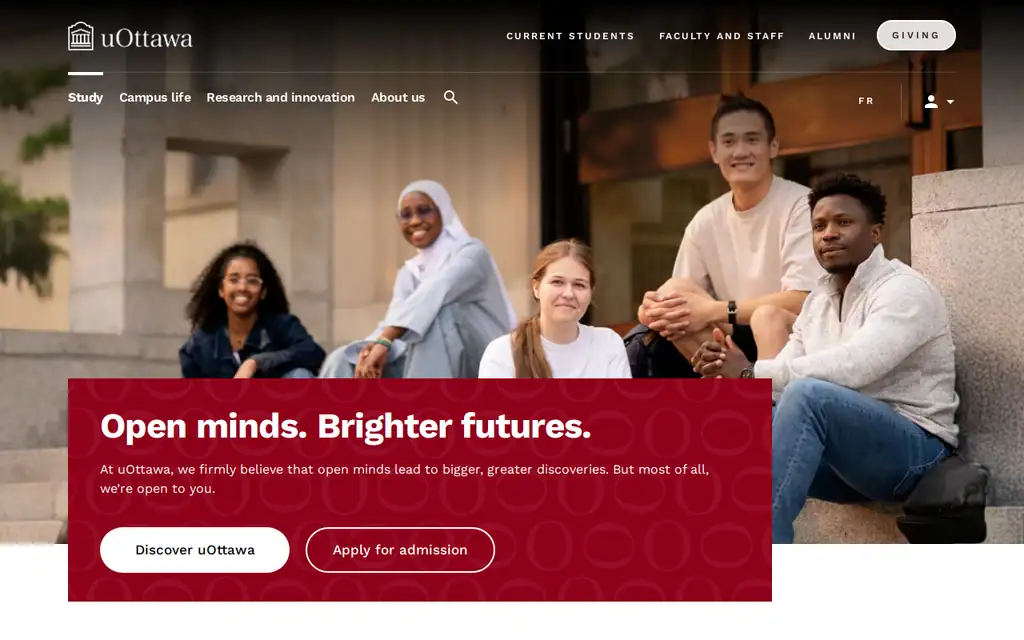 uOttawa
CURRENT STUDENTS
FACULTY AND STAFF
ALUMNI
GIVING
Study
Campus life
Research and innovation
About us
FR
Open minds. Brighter futures.
At uOttawa, we firmly believe that open minds lead to bigger, greater discoveries. But most of all,
we’re open to you.
Discover uOttawa
Apply for admission